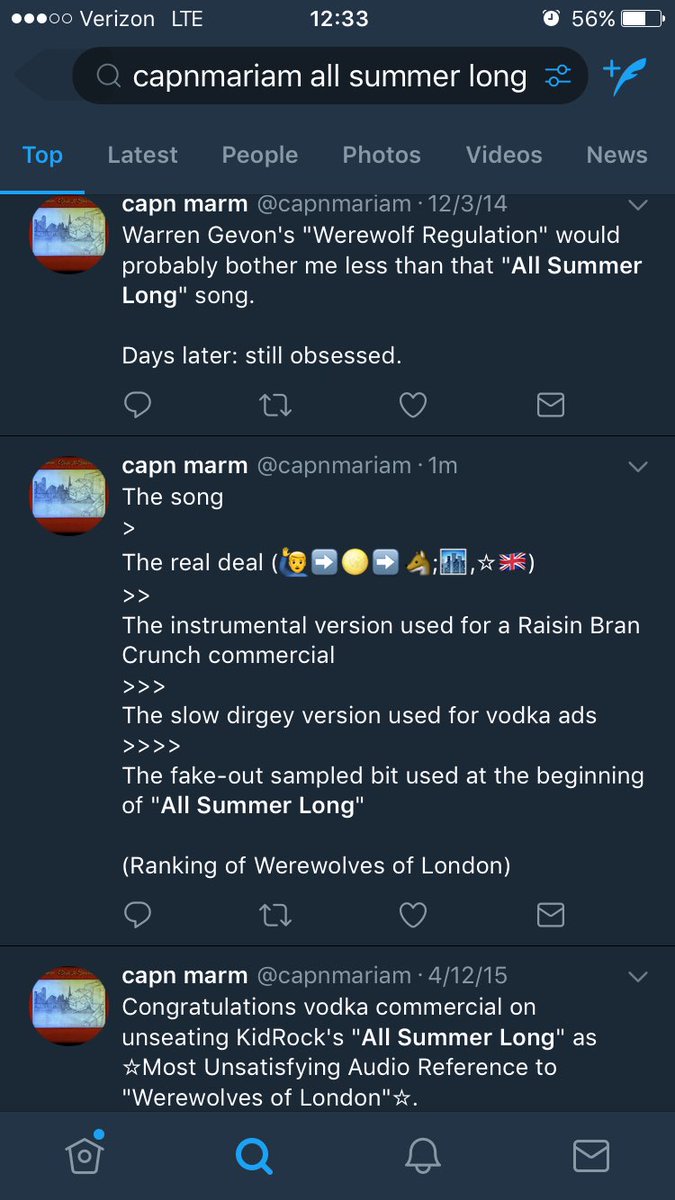 Verizon LTE 12:33 56%
capnmariam all summer long
Top Latest People Photos Videos News
capn marm @capnmariam · 12/3/14
Warren Gevon's "Werewolf Regulation" would
probably bother me less than that "All Summer
Long" song.
Days later: still obsessed.
capn marm @capnmariam · 1m
The song
>
The real deal (🙋‍♂️➡️🌕➡️🐴;🏙,☆🇬🇧)
>>
The instrumental version used for a Raisin Bran
Crunch commercial
>>>
The slow dirgey version used for vodka ads
>>>>
The fake-out sampled bit used at the beginning
of "All Summer Long"
(Ranking of Werewolves of London)
capn marm @capnmariam · 4/12/15
Congratulations vodka commercial on
unseating KidRock's "All Summer Long" as
☆Most Unsatisfying Audio Reference to
"Werewolves of London"☆.